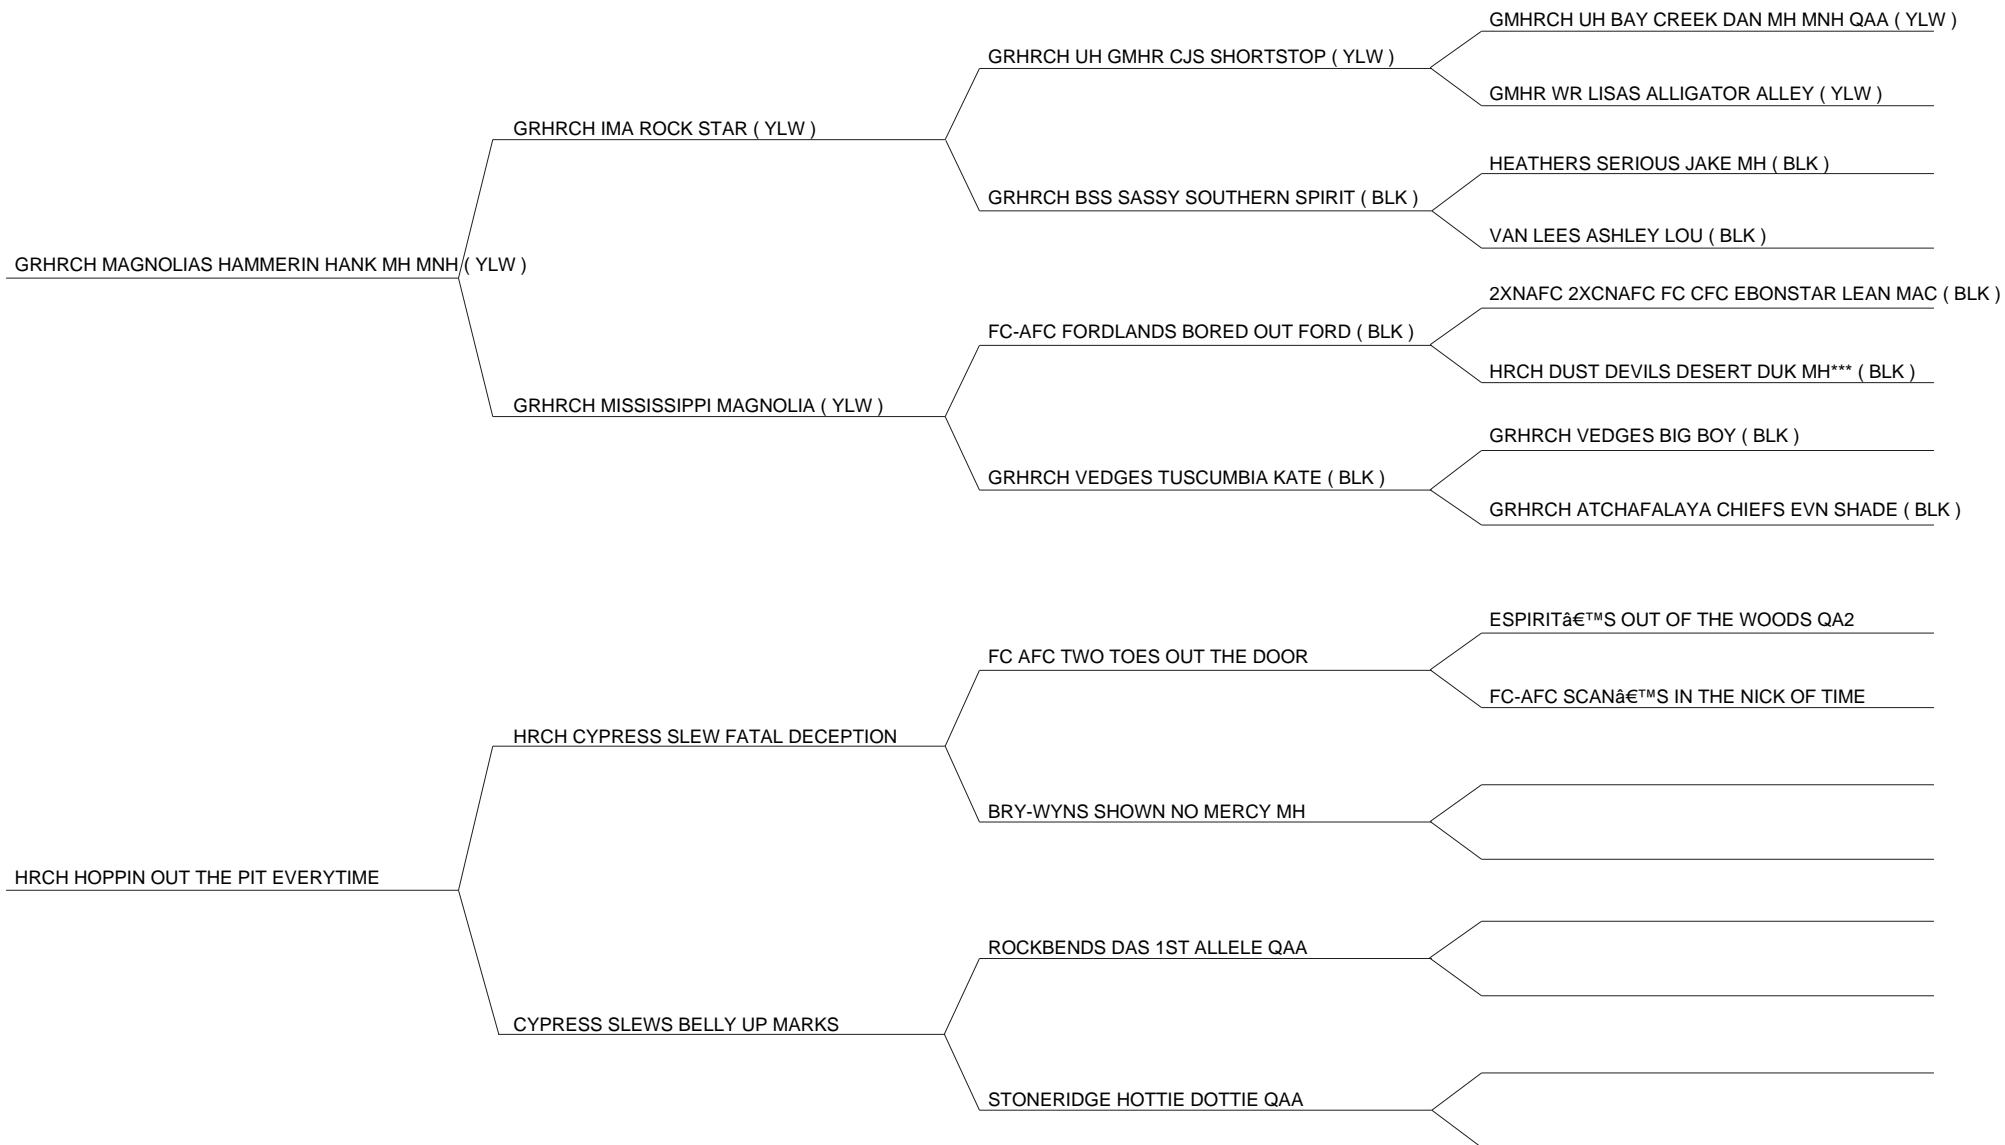 GMHRCH UH BAY CREEK DAN MH MNH QAA ( YLW )
GRHRCH UH GMHR CJS SHORTSTOP ( YLW )
GMHR WR LISAS ALLIGATOR ALLEY ( YLW )
GRHRCH IMA ROCK STAR ( YLW )
HEATHERS SERIOUS JAKE MH ( BLK )
GRHRCH BSS SASSY SOUTHERN SPIRIT ( BLK )
VAN LEES ASHLEY LOU ( BLK )
GRHRCH MAGNOLIAS HAMMERIN HANK MH MNH ( YLW )
2XNAFC 2XCNAFC FC CFC EBONSTAR LEAN MAC ( BLK )
FC-AFC FORDLANDS BORED OUT FORD ( BLK )
HRCH DUST DEVILS DESERT DUK MH*** ( BLK )
GRHRCH MISSISSIPPI MAGNOLIA ( YLW )
GRHRCH VEDGES BIG BOY ( BLK )
GRHRCH VEDGES TUSCUMBIA KATE ( BLK )
GRHRCH ATCHAFALAYA CHIEFS EVN SHADE ( BLK )
ESPIRITâ€™S OUT OF THE WOODS QA2
FC AFC TWO TOES OUT THE DOOR
FC-AFC SCANâ€™S IN THE NICK OF TIME
HRCH CYPRESS SLEW FATAL DECEPTION
BRY-WYNS SHOWN NO MERCY MH
HRCH HOPPIN OUT THE PIT EVERYTIME
ROCKBENDS DAS 1ST ALLELE QAA
CYPRESS SLEWS BELLY UP MARKS
STONERIDGE HOTTIE DOTTIE QAA